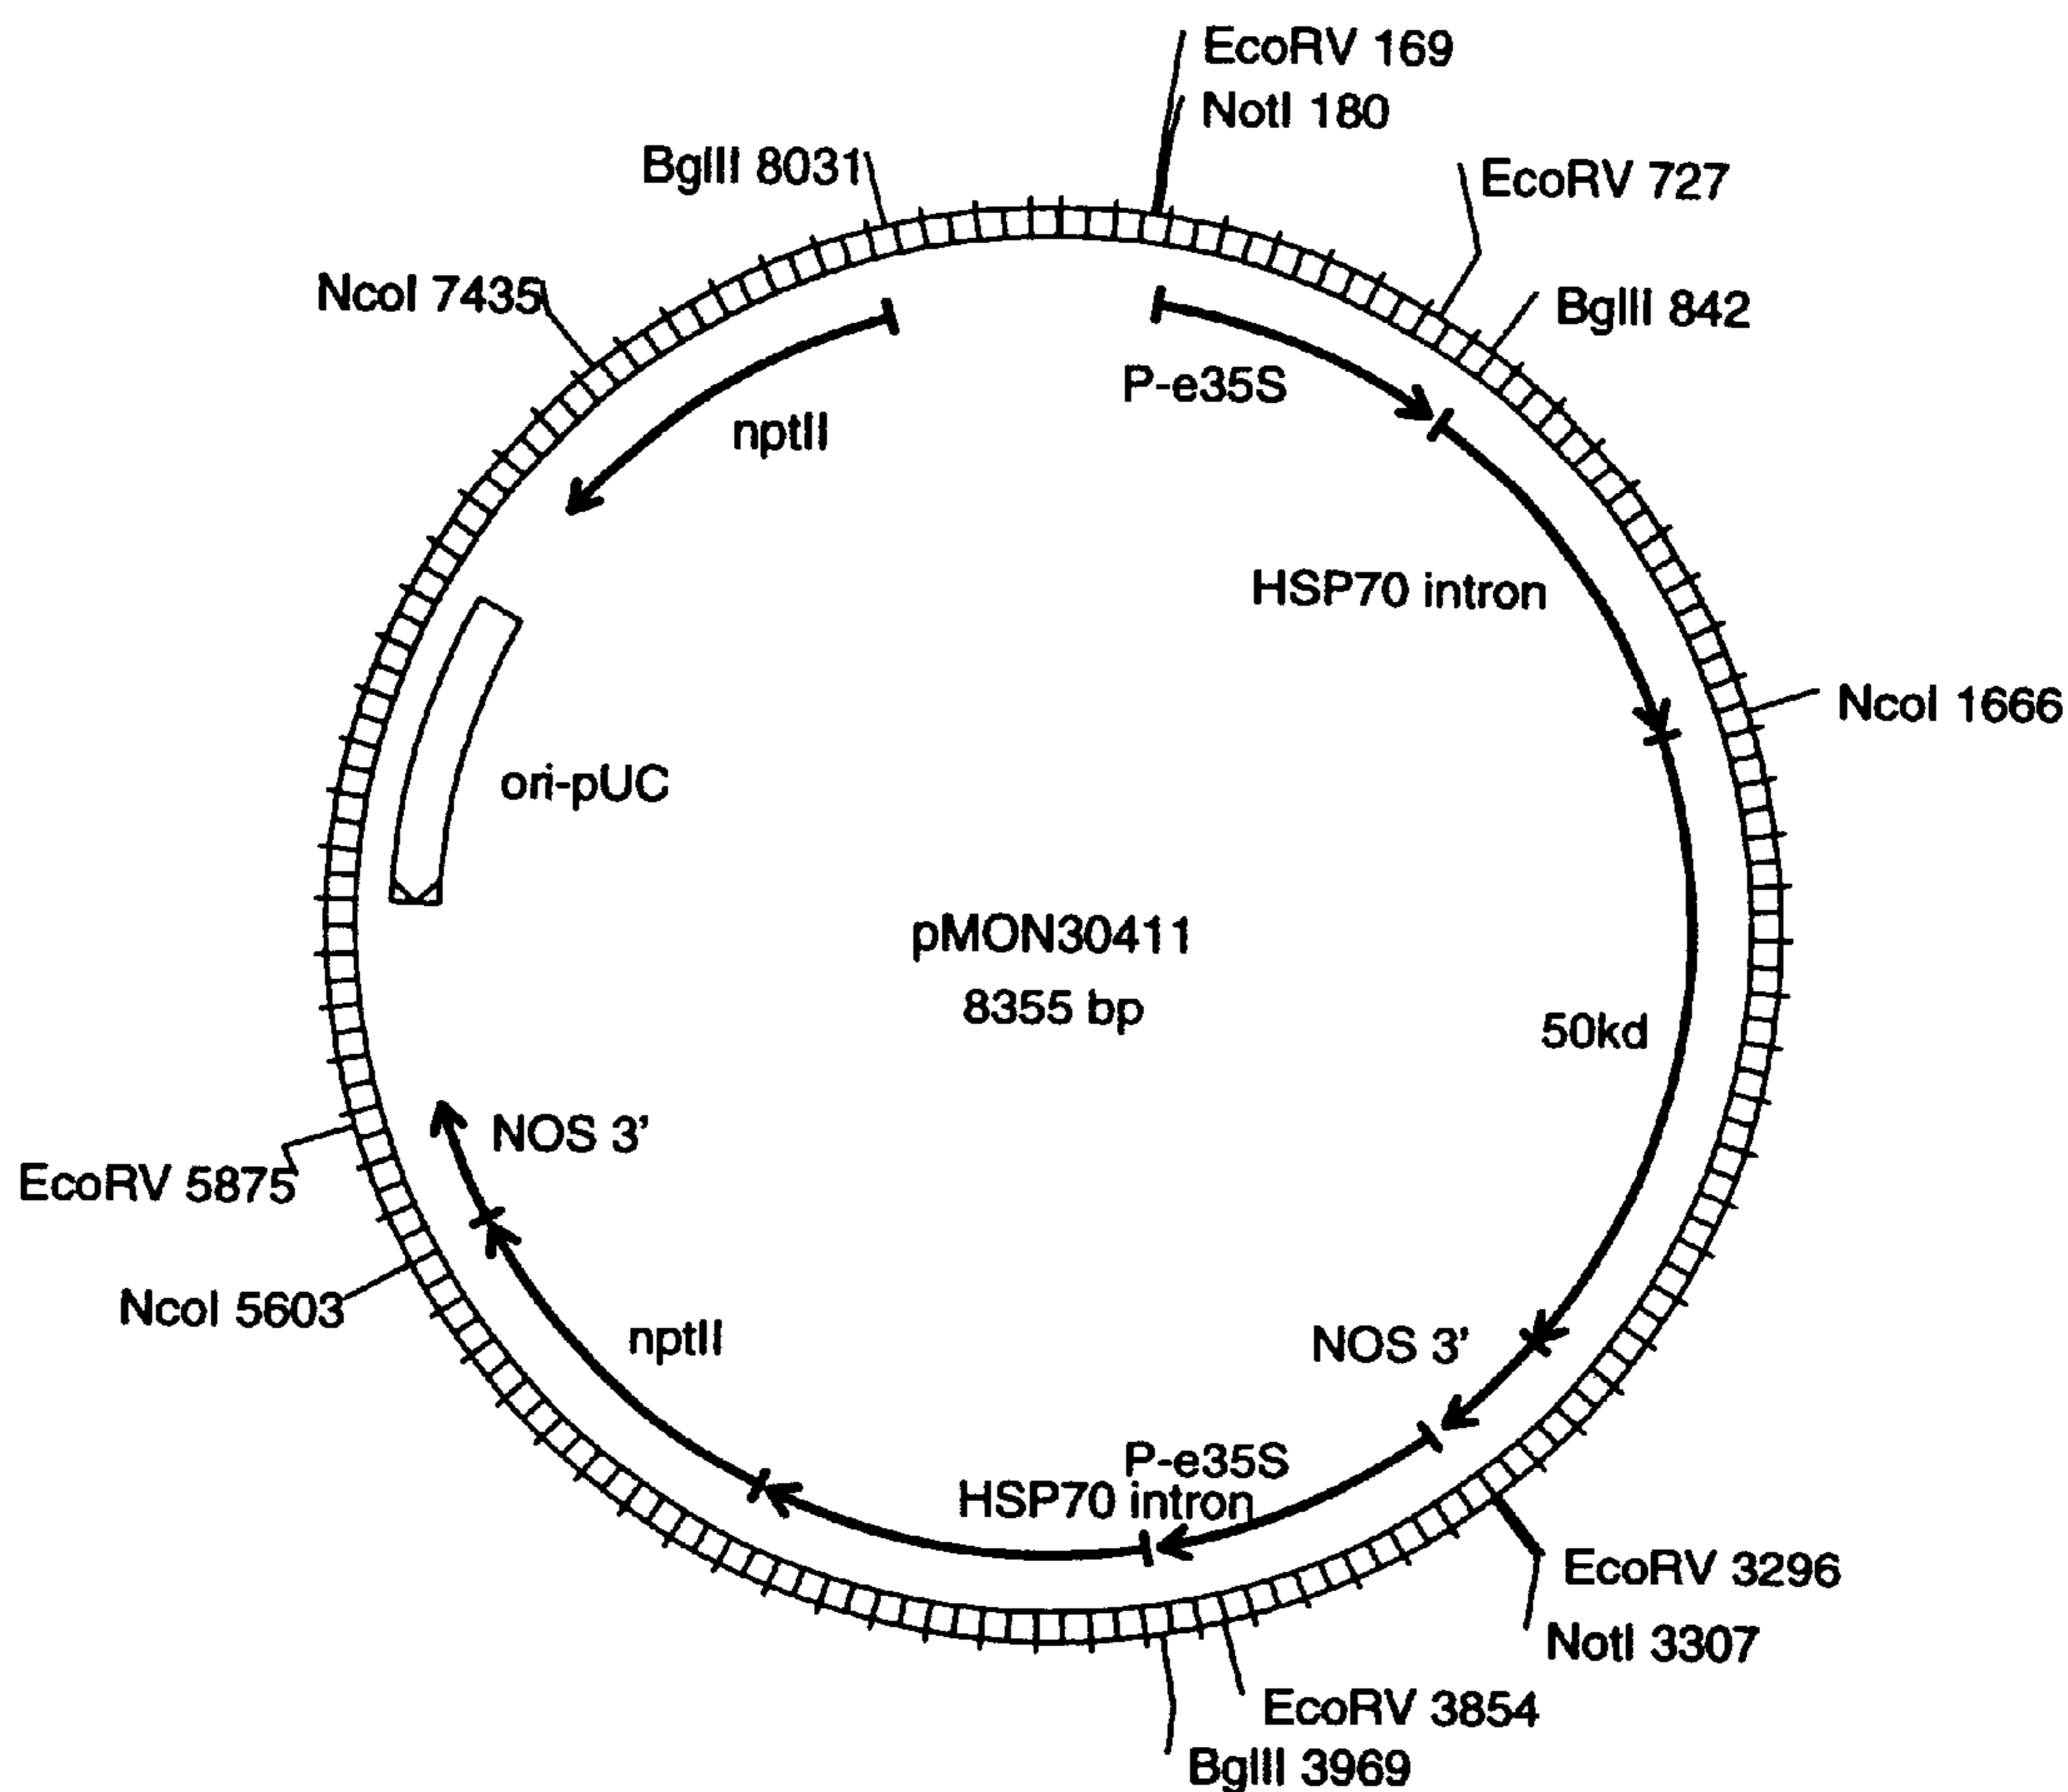 EcoRV 169
NotI 180
BglII 8031
EcoRV 727
NcoI 7435
BglII 842
P-e35S
nptII
HSP70 intron
NcoI 1666
ori-pUC
pMON30411
8355 bp
50kd
NOS 3'
EcoRV 5875
NcoI 5603
nptII
NOS 3'
P-e35S
HSP70 intron
EcoRV 3296
NotI 3307
EcoRV 3854
BglII 3969